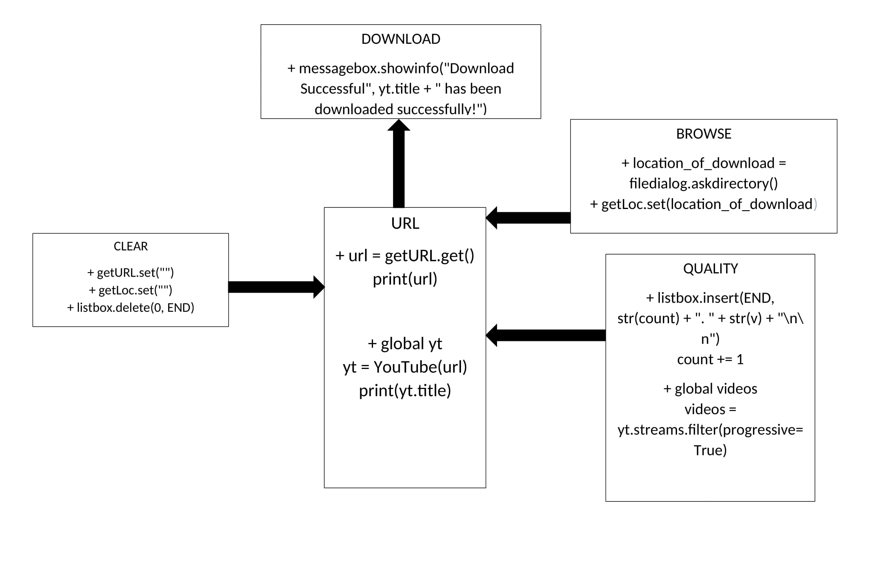 DOWNLOAD
+ messagebox.showinfo("Download
Successful", yt.title + " has been
downloaded successfully!")
BROWSE
+ location_of_download =
filedialog.askdirectory()
+ getLoc.set(location_of_download)
URL
+ url = getURL.get()
print(url)
+ global yt
yt = YouTube(url)
print(yt.title)
CLEAR
+ getURL.set("")
+ getLoc.set("")
+ listbox.delete(0, END)
QUALITY
+ listbox.insert(END,
str(count) + ". " + str(v) + "\n\
n")
count += 1
+ global videos
videos =
yt.streams.filter(progressive=
True)